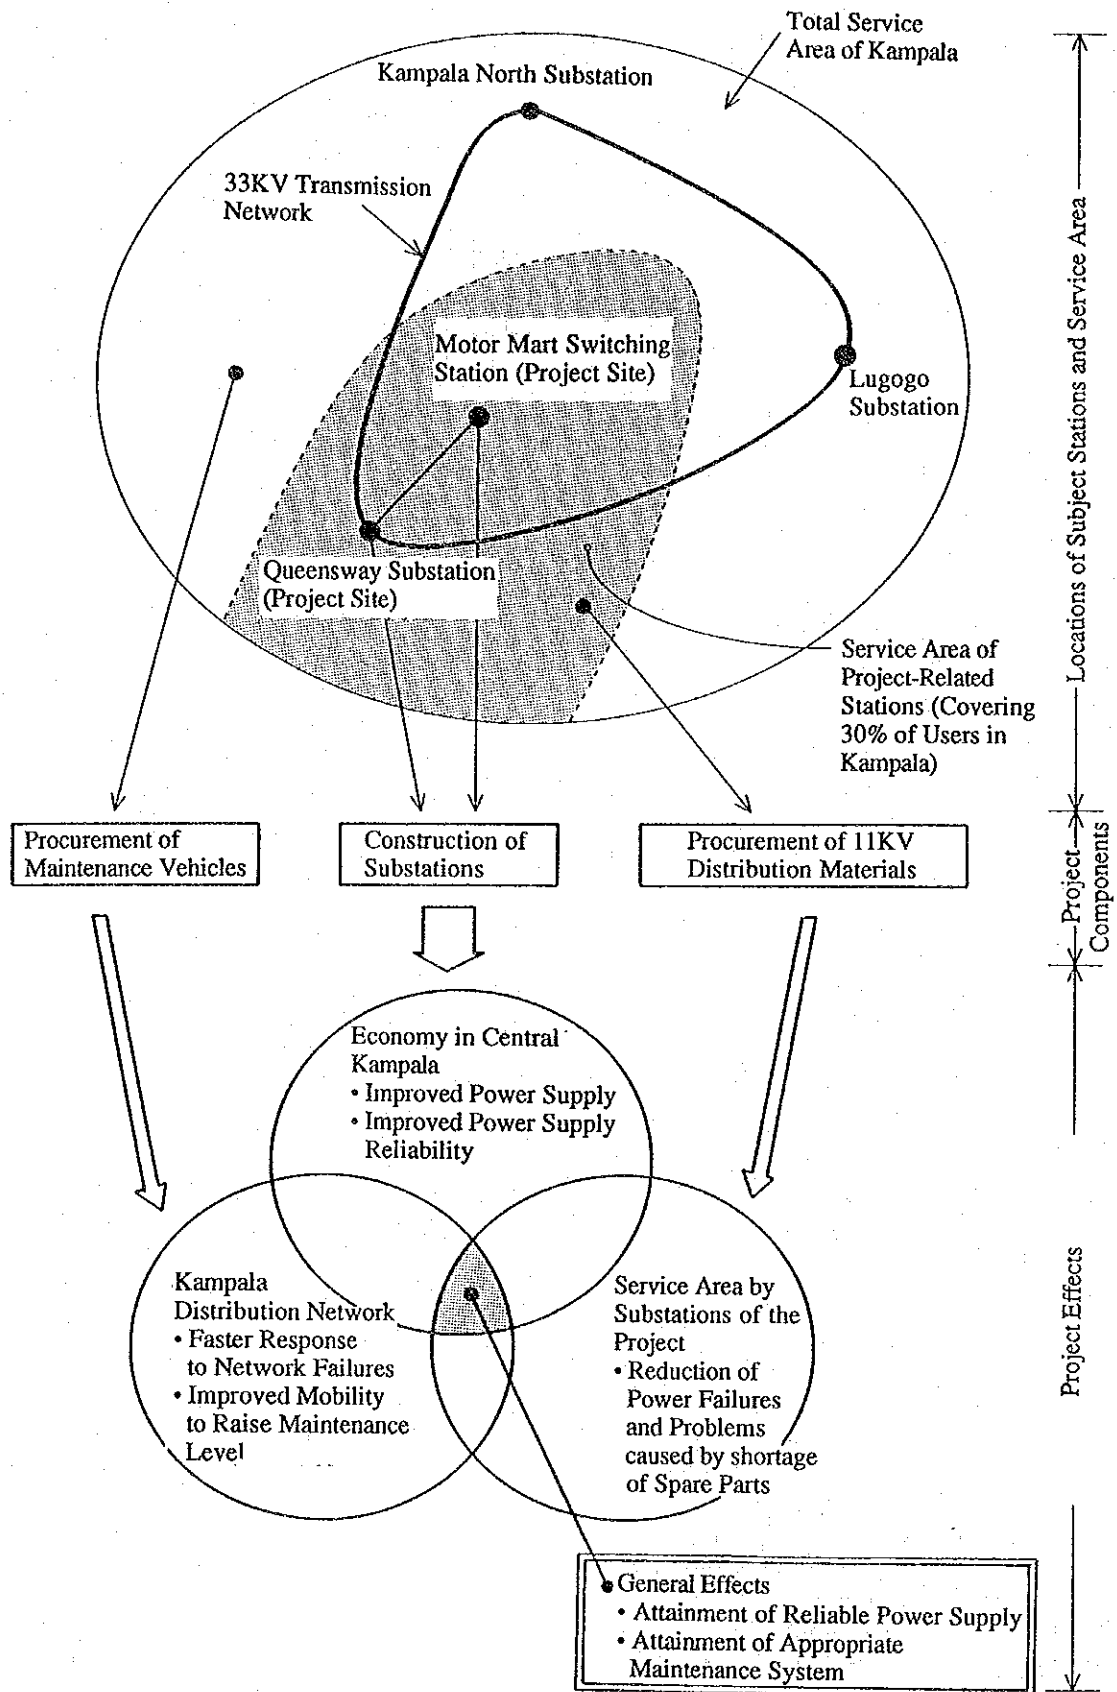 Total Service
Area of Kampala
Kampala North Substation
33KV Transmission
Network
Motor Mart Switching
Station (Project Site)
Lugogo
Substation
Queensway Substation
(Project Site)
Service Area of
Project-Related
Stations (Covering
30% of Users in
Kampala)
Locations of Subject Stations and Service Area
Procurement of
Maintenance Vehicles
Construction of
Substations
Procurement of 11KV
Distribution Materials
Project
Components
Economy in Central
Kampala
• Improved Power Supply
• Improved Power Supply
Reliability
Kampala
Distribution Network
• Faster Response
to Network Failures
• Improved Mobility
to Raise Maintenance
Level
Service Area by
Substations of the
Project
• Reduction of
Power Failures
and Problems
caused by shortage
of Spare Parts
Project Effects
General Effects
• Attainment of Reliable Power Supply
• Attainment of Appropriate
Maintenance System